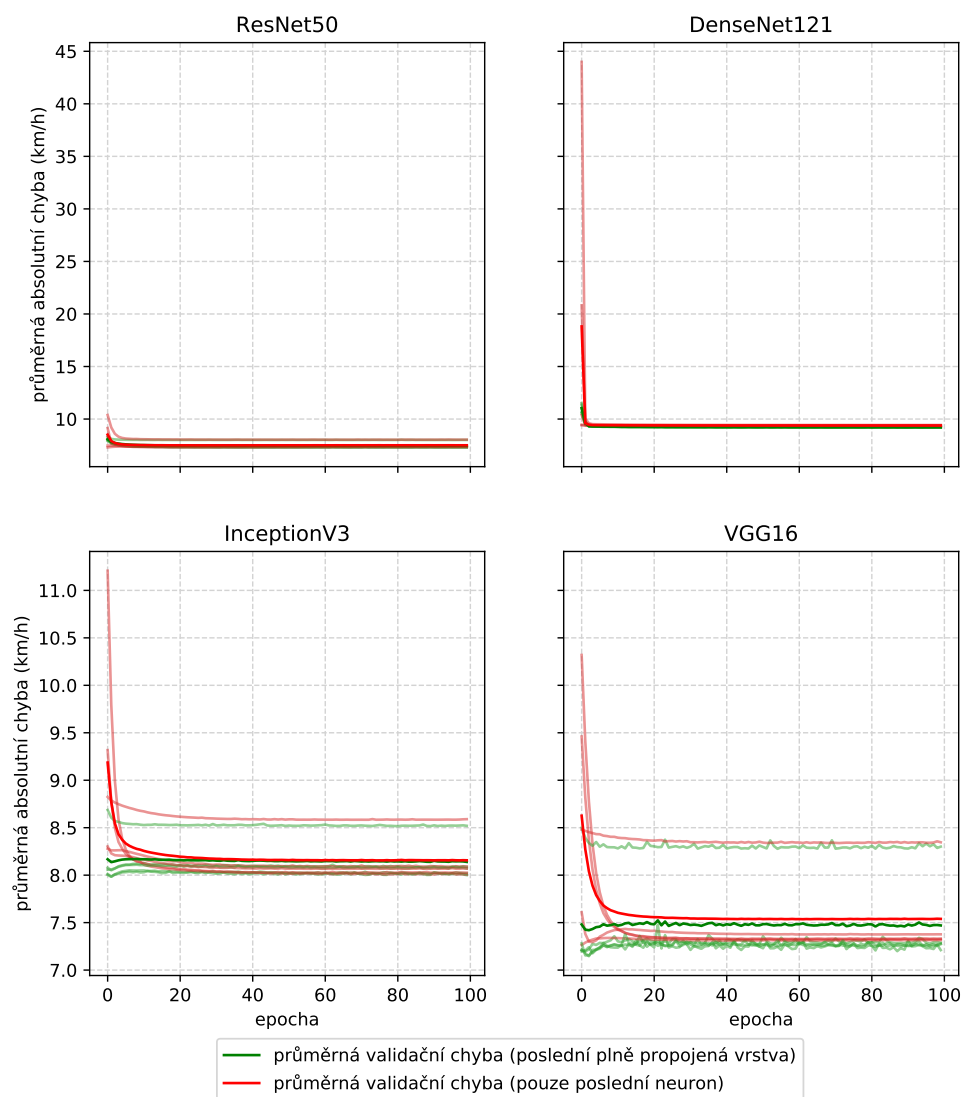 ResNet50
DenseNet121
45
40
35
30
25
20
15
10
průměrná absolutní chyba (km/h)
InceptionV3
VGG16
11.0
10.5
10.0
9.5
9.0
8.5
8.0
7.5
7.0
průměrná absolutní chyba (km/h)
0 20 40 60 80 100
0 20 40 60 80 100
epocha
epocha
průměrná validační chyba (poslední plně propojená vrstva)
průměrná validační chyba (pouze poslední neuron)